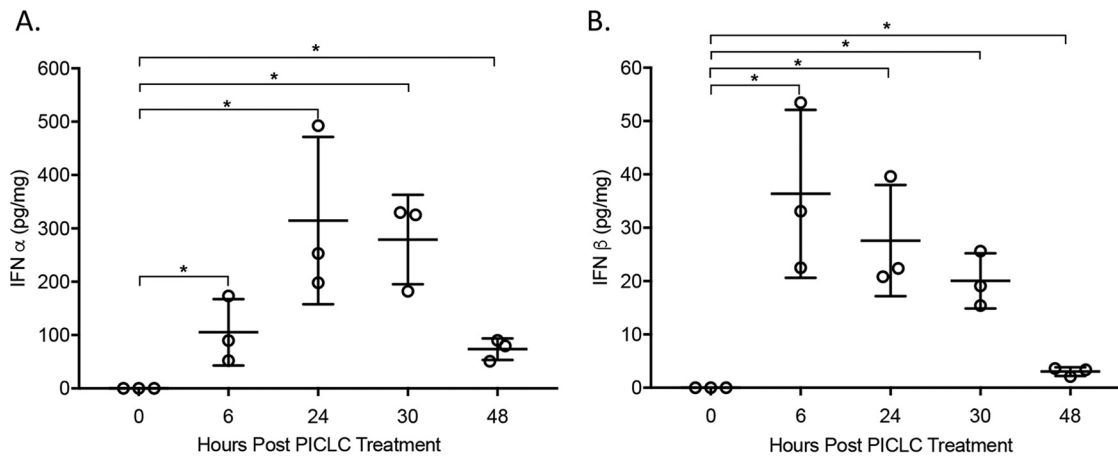 A.
*
*
*
*
600
500
400
300
200
100
0
IFN α (pg/mg)
0 6 24 30 48
Hours Post PICLC Treatment
B.
*
*
*
*
60
50
40
30
20
10
0
IFN β (pg/mg)
0 6 24 30 48
Hours Post PICLC Treatment